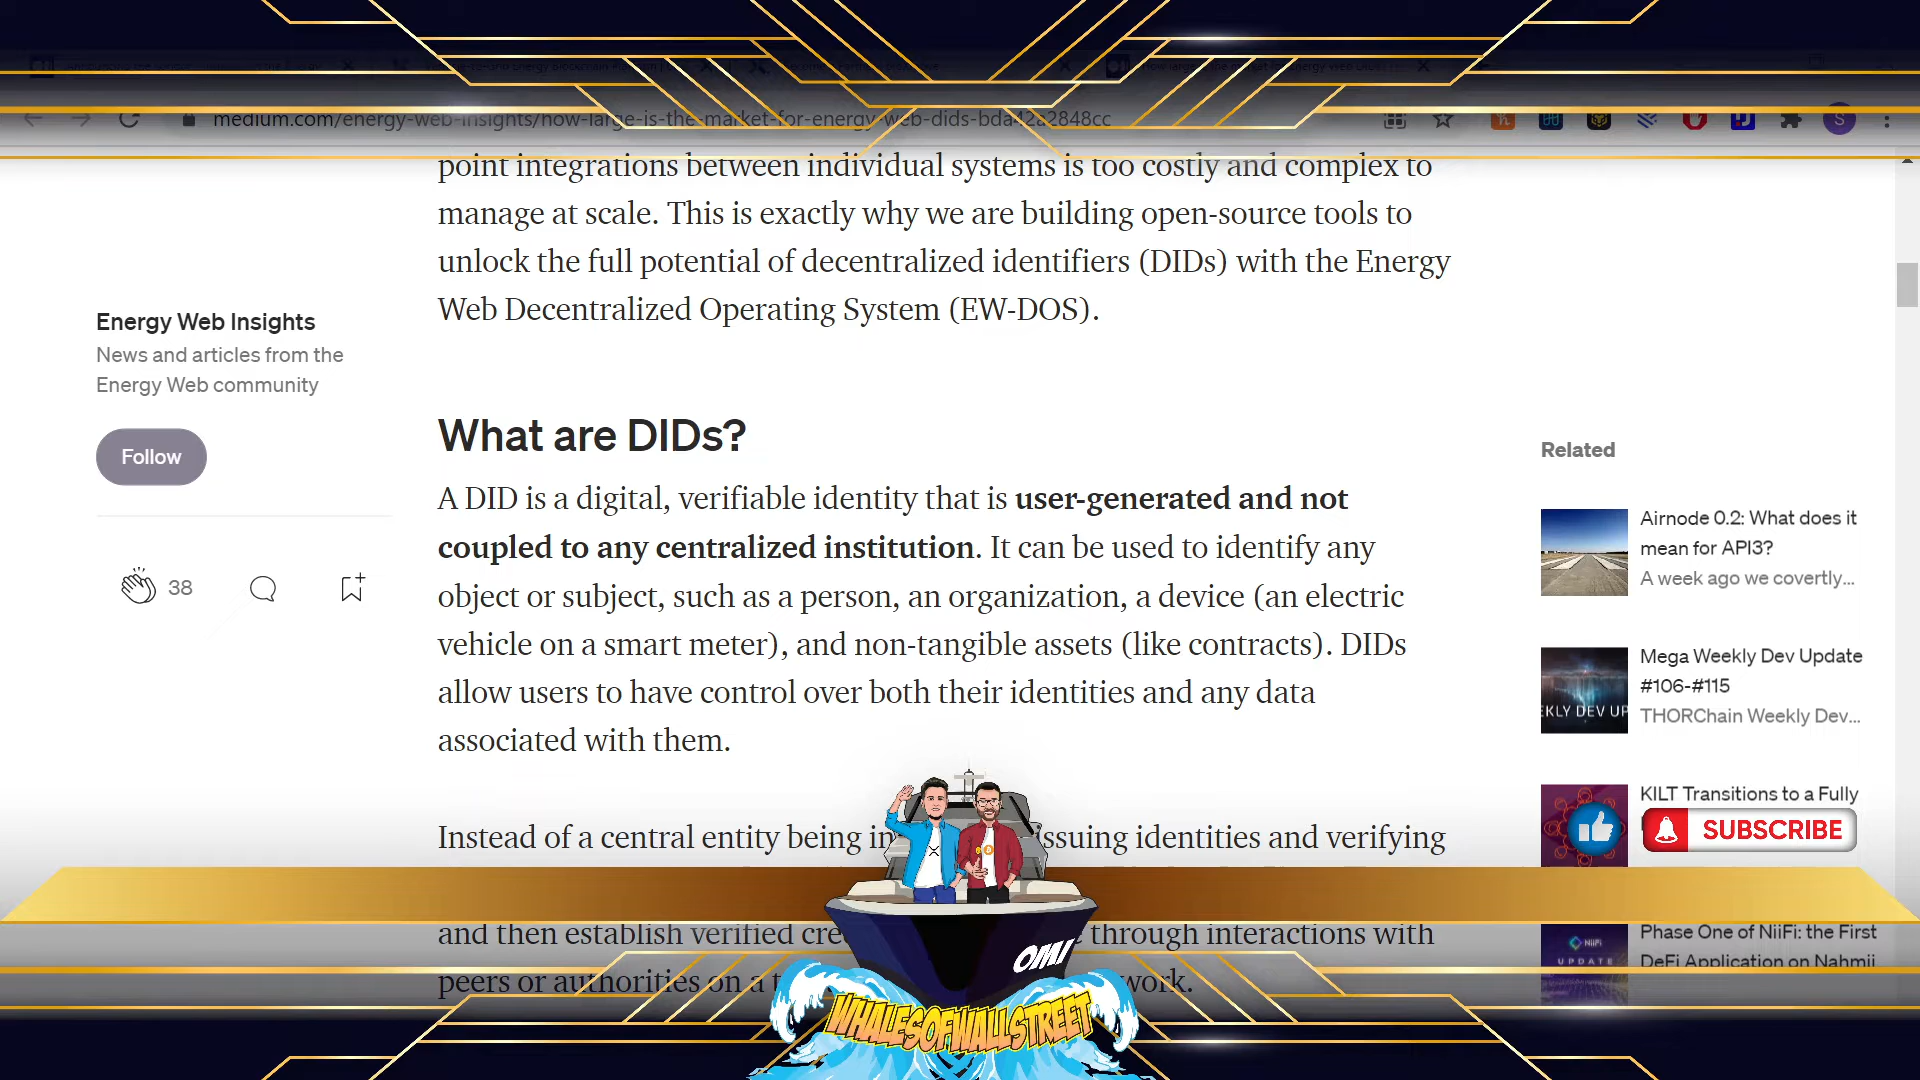 medium.com/energy-web-insights/how-large-is-the-market-for-energy-web-dids-bda42a2848cc
S
point integrations between individual systems is too costly and complex to
manage at scale. This is exactly why we are building open-source tools to
unlock the full potential of decentralized identifiers (DIDs) with the Energy
Web Decentralized Operating System (EW-DOS).
Energy Web Insights
News and articles from the
Energy Web community
Follow
38
What are DIDs?
A DID is a digital, verifiable identity that is user-generated and not
coupled to any centralized institution. It can be used to identify any
object or subject, such as a person, an organization, a device (an electric
vehicle on a smart meter), and non-tangible assets (like contracts). DIDs
allow users to have control over both their identities and any data
associated with them.
Instead of a central entity being in ssuing identities and verifying
and then establish verified cre through interactions with
peers or authorities on a work.
Related
Airnode 0.2: What does it
mean for API3?
A week ago we covertly...
EKLY DEV UP
Mega Weekly Dev Update
#106-#115
THORChain Weekly Dev...
KILT Transitions to a Fully
SUBSCRIBE
NiiFi
UPDATE
Phase One of NiiFi: the First
DeFi Application on Nahmii
OMI
WHALESOFWALLSTREET